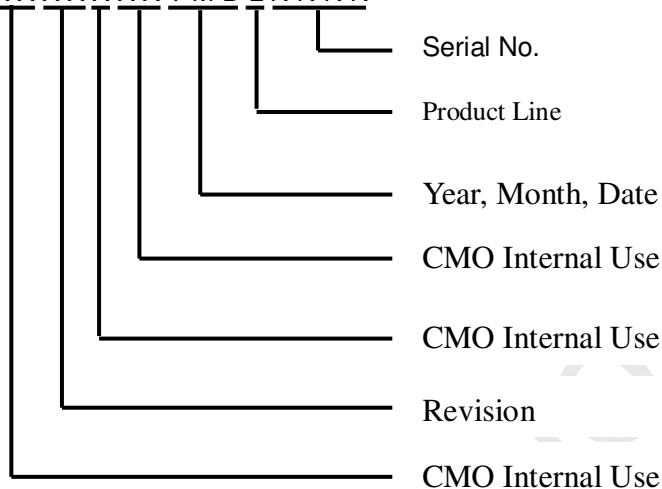 Serial No.
Product Line
Year, Month, Date
CMO Internal Use
CMO Internal Use
Revision
CMO Internal Use